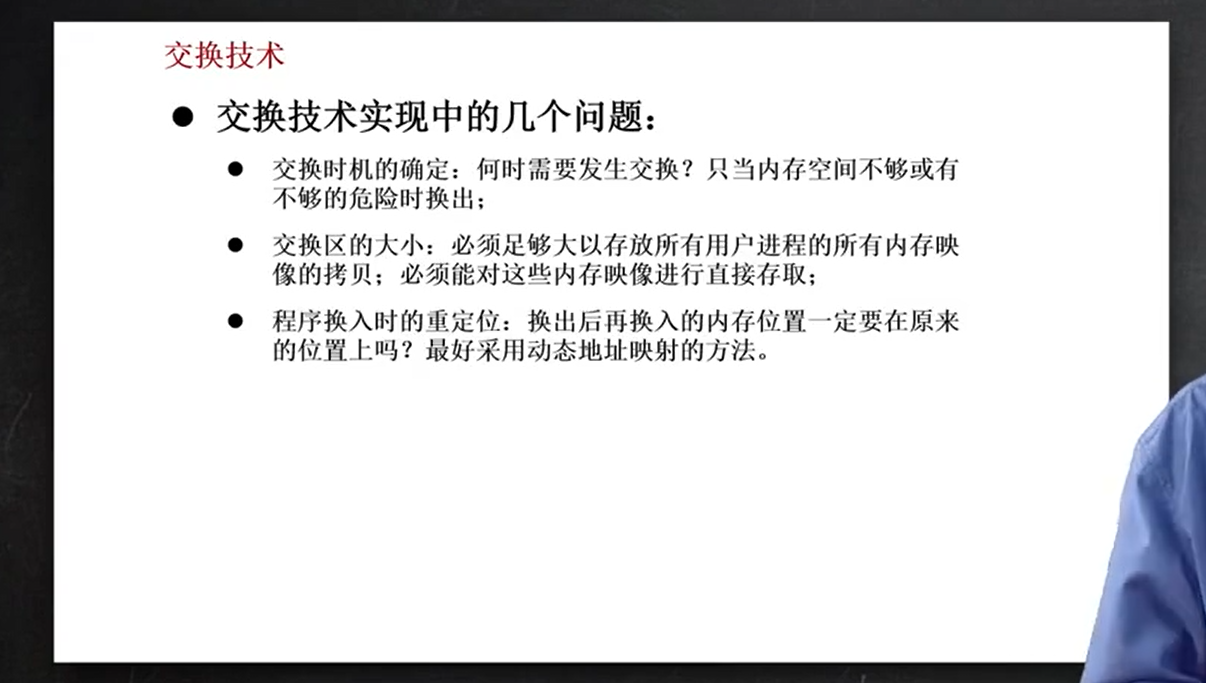 交换技术
● 交换技术实现中的几个问题：
● 交换时机的确定：何时需要发生交换？只当内存空间不够或有
不够的危险时换出；
● 交换区的大小：必须足够大以存放所有用户进程的所有内存映
像的拷贝；必须能对这些内存映像进行直接存取；
● 程序换入时的重定位：换出后再换入的内存位置一定要在原来
的位置上吗？最好采用动态地址映射的方法。